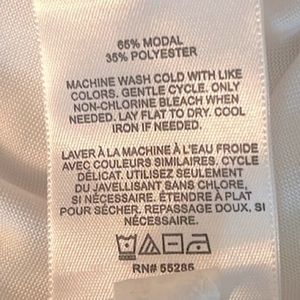 65% MODAL
35% POLYESTER
MACHINE WASH COLD WITH LIKE
COLORS. GENTLE CYCLE. ONLY
NON-CHLORINE BLEACH WHEN
NEEDED. LAY FLAT TO DRY. COOL
IRON IF NEEDED.
LAVER À LA MACHINE À L'EAU FROIDE
AVEC COULEURS SIMILAIRES. CYCLE
DÉLICAT. UTILISEZ SEULEMENT
DU JAVELLISANT SANS CHLORE,
SI NÉCESSAIRE. ÉTENDRE À PLAT
POUR SÉCHER. REPASSAGE DOUX, SI
NÉCESSAIRE.
RN# 55285